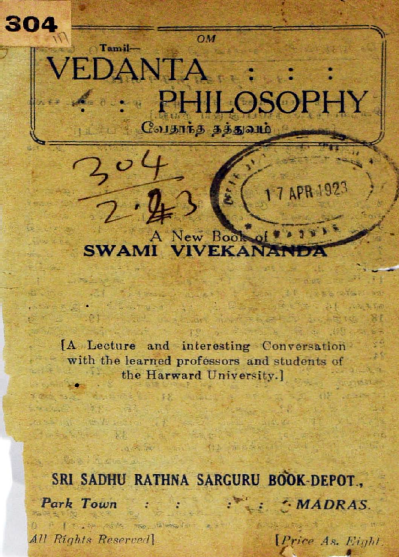 304
OM
Tamil—
VEDANTA : : :
: : PHILOSOPHY
வேதாந்த தத்துவம்
304
2.23
17 APR 1923
A New Book of
SWAMI VIVEKANANDA
[A Lecture and interesting Conversation
with the learned professors and students of
the Harward University.]
SRI SADHU RATHNA SARGURU BOOK-DEPOT.,
Park Town : : : : MADRAS.
All Rights Reserved]
[Price As. Eight